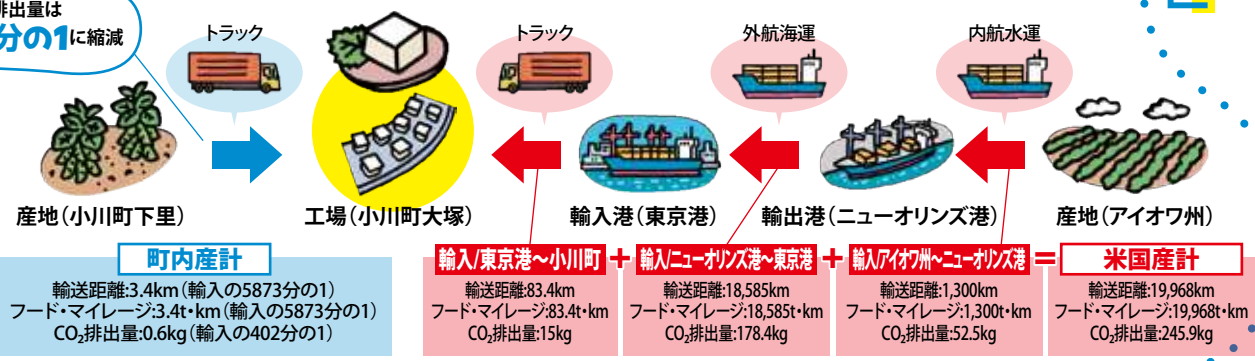 排出量は
分の1に縮減
トラック
トラック
外航海運
内航水運
産地（小川町下里）
工場（小川町大塚）
輸入港（東京港）
輸出港（ニューオリンズ港）
産地（アイオワ州）
町内産計
輸送距離:3.4km（輸入の5873分の1）
フード・マイレージ:3.4t・km（輸入の5873分の1）
CO₂排出量:0.6kg（輸入の402分の1）
輸入/東京港〜小川町
輸送距離:83.4km
フード・マイレージ:83.4t・km
CO₂排出量:15kg
+
輸入/ニューオリンズ港〜東京港
輸送距離:18,585km
フード・マイレージ:18,585t・km
CO₂排出量:178.4kg
+
輸入/アイオワ州〜ニューオリンズ港
輸送距離:1,300km
フード・マイレージ:1,300t・km
CO₂排出量:52.5kg
=
米国産計
輸送距離:19,968km
フード・マイレージ:19,968t・km
CO₂排出量:245.9kg